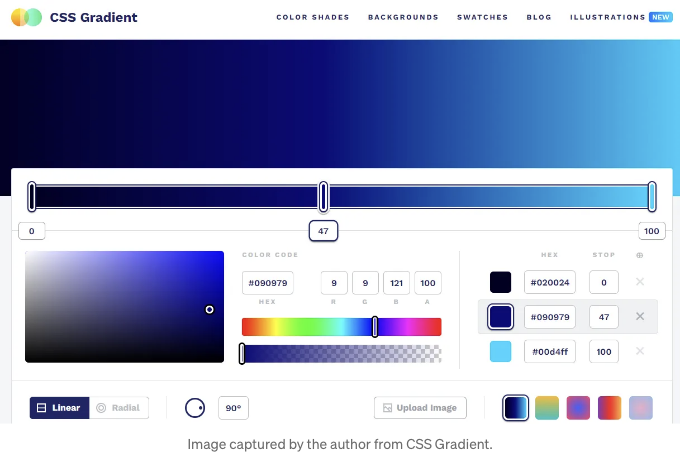 CSS Gradient
COLOR SHADES BACKGROUNDS SWATCHES BLOG ILLUSTRATIONS NEW
0 47 100
COLOR CODE
HEX STOP
#090979 9 9 121 100
HEX R G B A
#020024 0
#090979 47
#00d4ff 100
Linear Radial 90° Upload Image
Image captured by the author from CSS Gradient.